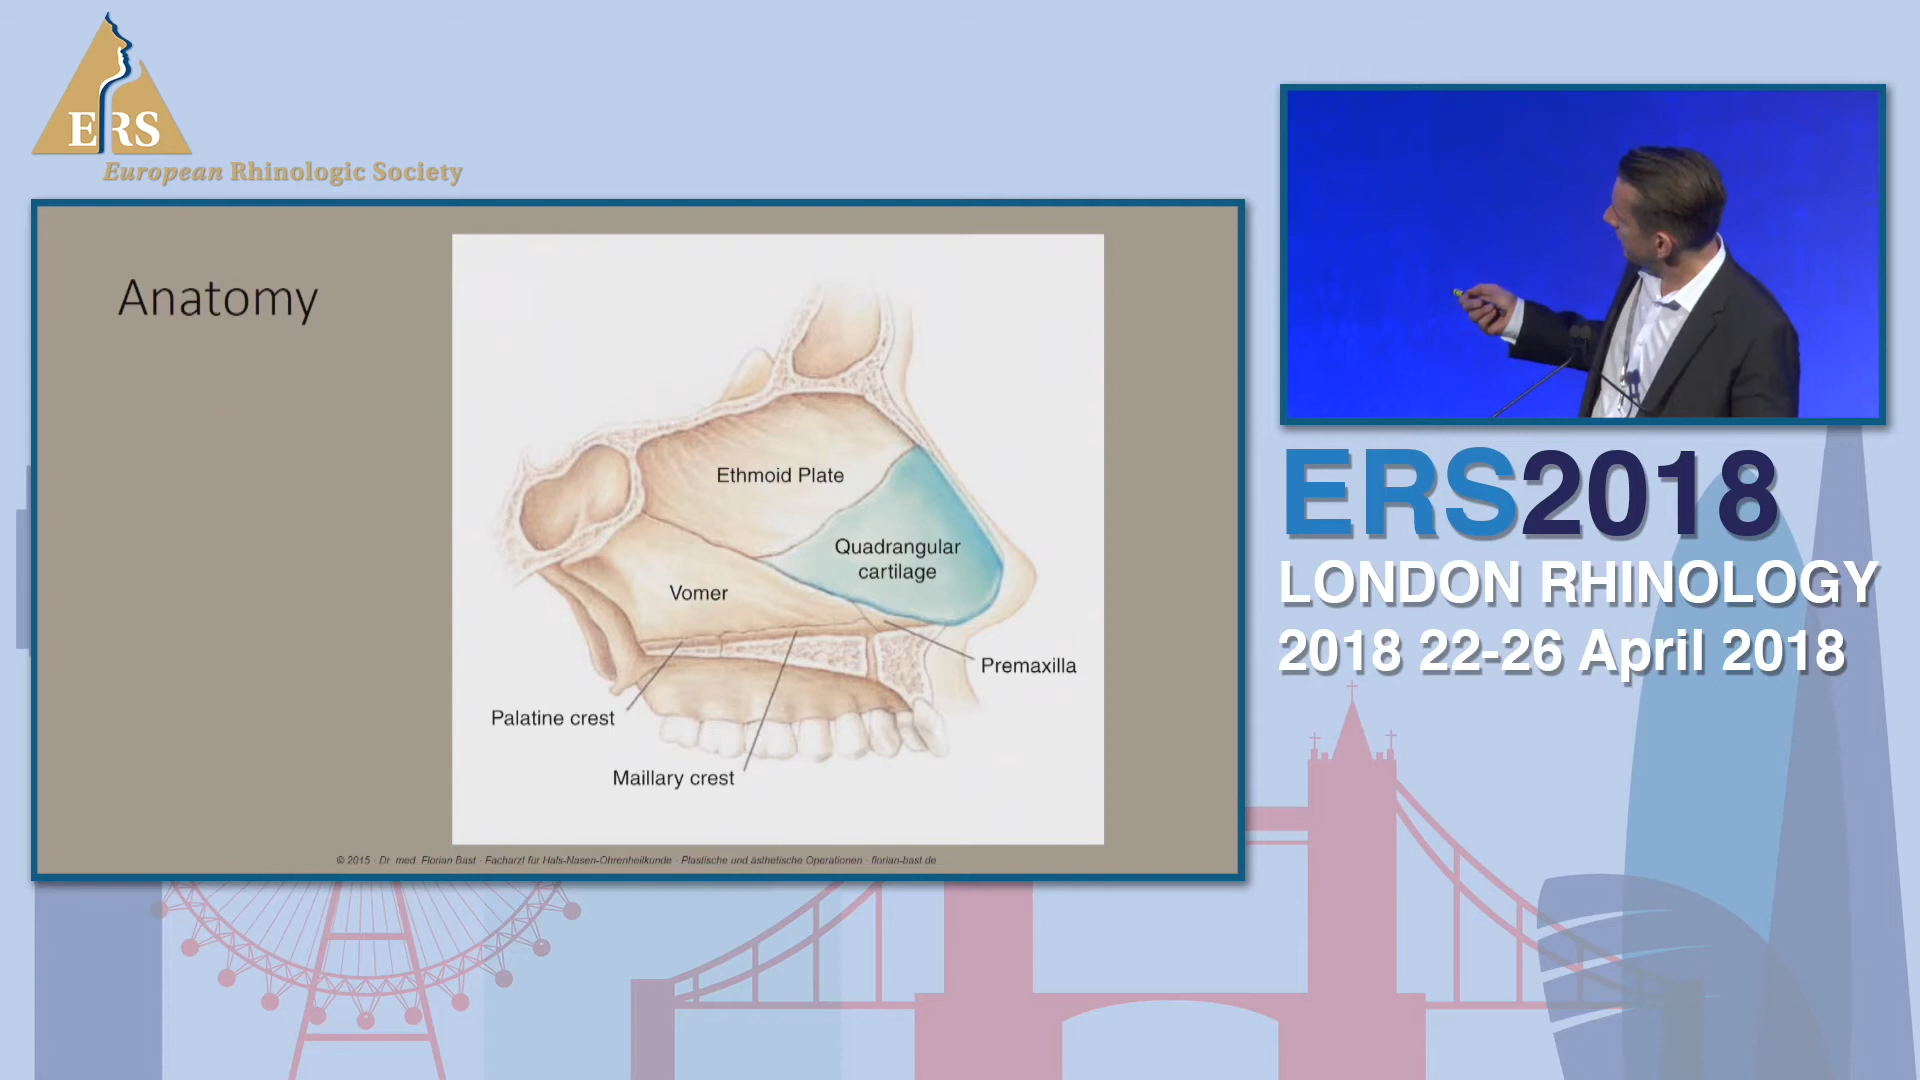 ERS
European Rhinologic Society
Anatomy
Ethmoid Plate
Quadrangular
cartilage
Vomer
Premaxilla
Palatine crest
Maillary crest
© 2015 · Dr. med. Florian Bast · Facharzt für Hals-Nasen-Ohrenheilkunde · Plastische und ästhetische Operationen · florian-bast.de
ERS2018
LONDON RHINOLOGY
2018 22-26 April 2018